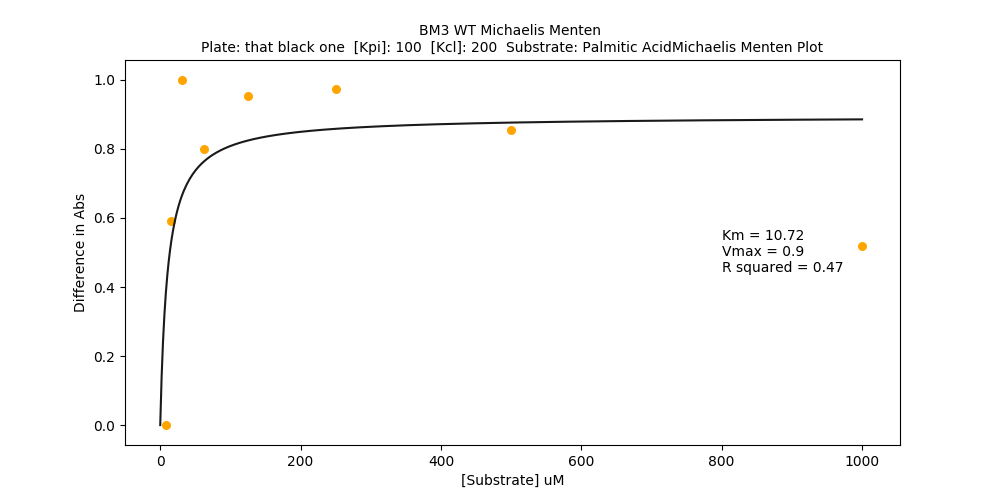 BM3 WT Michaelis Menten
Plate: that black one  [Kpi]: 100  [Kcl]: 200  Substrate: Palmitic AcidMichaelis Menten Plot
1.0
0.8
0.6
0.4
0.2
0.0
Difference in Abs
Km = 10.72
Vmax = 0.9
R squared = 0.47
0 200 400 600 800 1000
[Substrate] uM